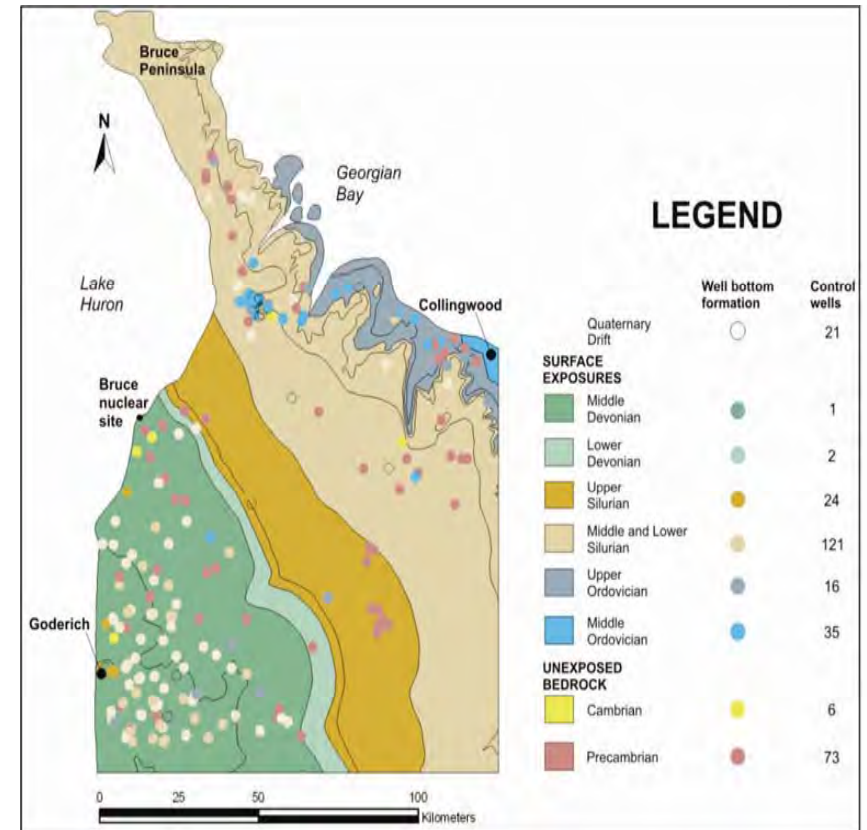 Bruce
Peninsula
N
Georgian
Bay
Lake
Huron
Collingwood
Bruce
nuclear
site
Goderich
0 25 50 100
Kilometers
LEGEND
Well bottom
formation
Control
wells
Quaternary
Drift
21
SURFACE
EXPOSURES
Middle
Devonian
1
Lower
Devonian
2
Upper
Silurian
24
Middle and Lower
Silurian
121
Upper
Ordovician
16
Middle
Ordovician
35
UNEXPOSED
BEDROCK
Cambrian
6
Precambrian
73